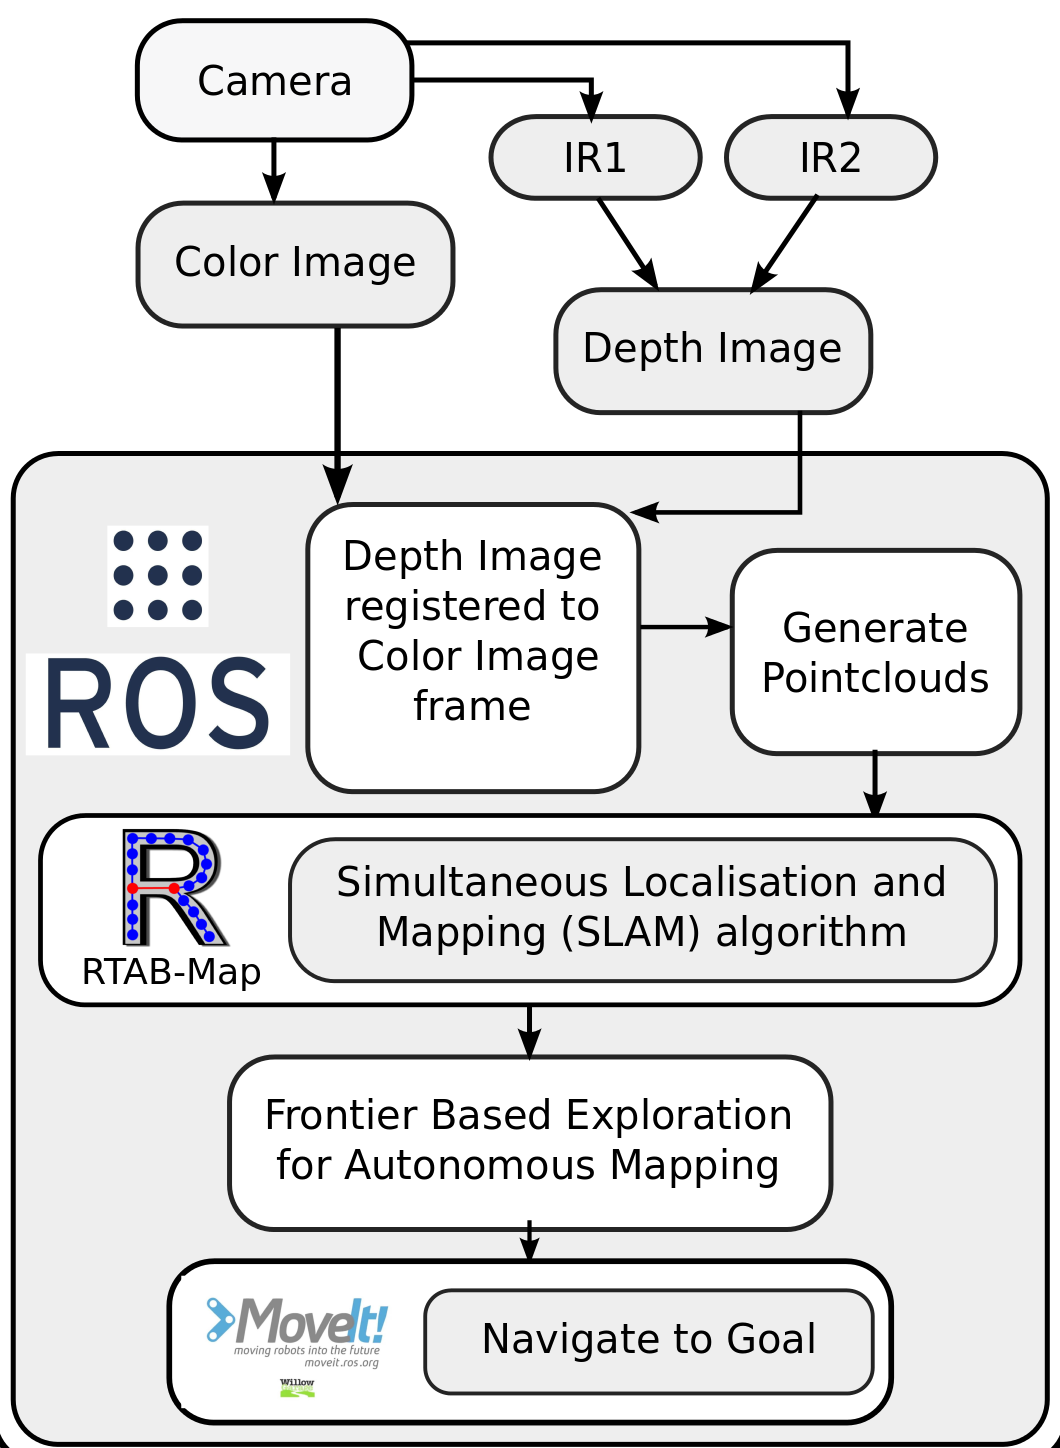 Camera
IR1
IR2
Color Image
Depth Image
Depth Image
registered to
Color Image
frame
Generate
Pointclouds
ROS
Simultaneous Localisation and
Mapping (SLAM) algorithm
RTAB-Map
Frontier Based Exploration
for Autonomous Mapping
MoveIt!
moving robots into the future
moveit.ros.org
Willow
Navigate to Goal